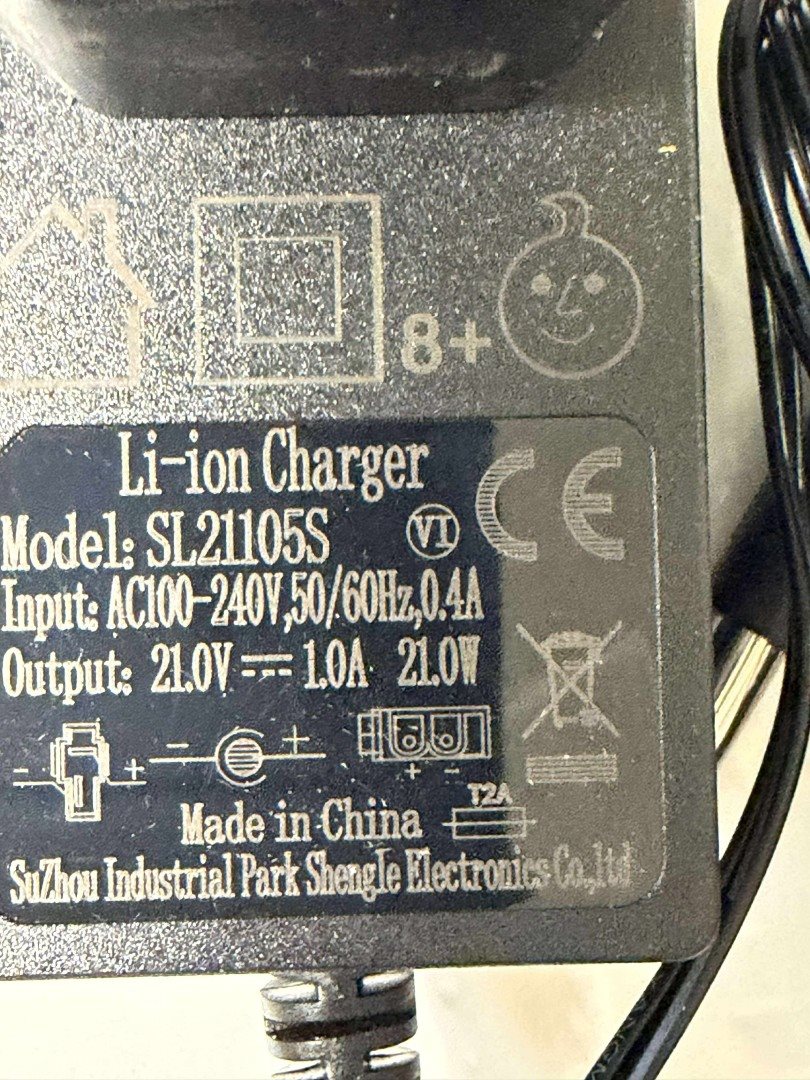 8+
Li-ion Charger
Model: SL21105S VI CE
Input: AC100-240V,50/60Hz,0.4A
Output: 21.0V 1.0A 21.0W
- + - + + -
T2A
Made in China
SuZhou Industrial Park Shengle Electronics Co.,ltd